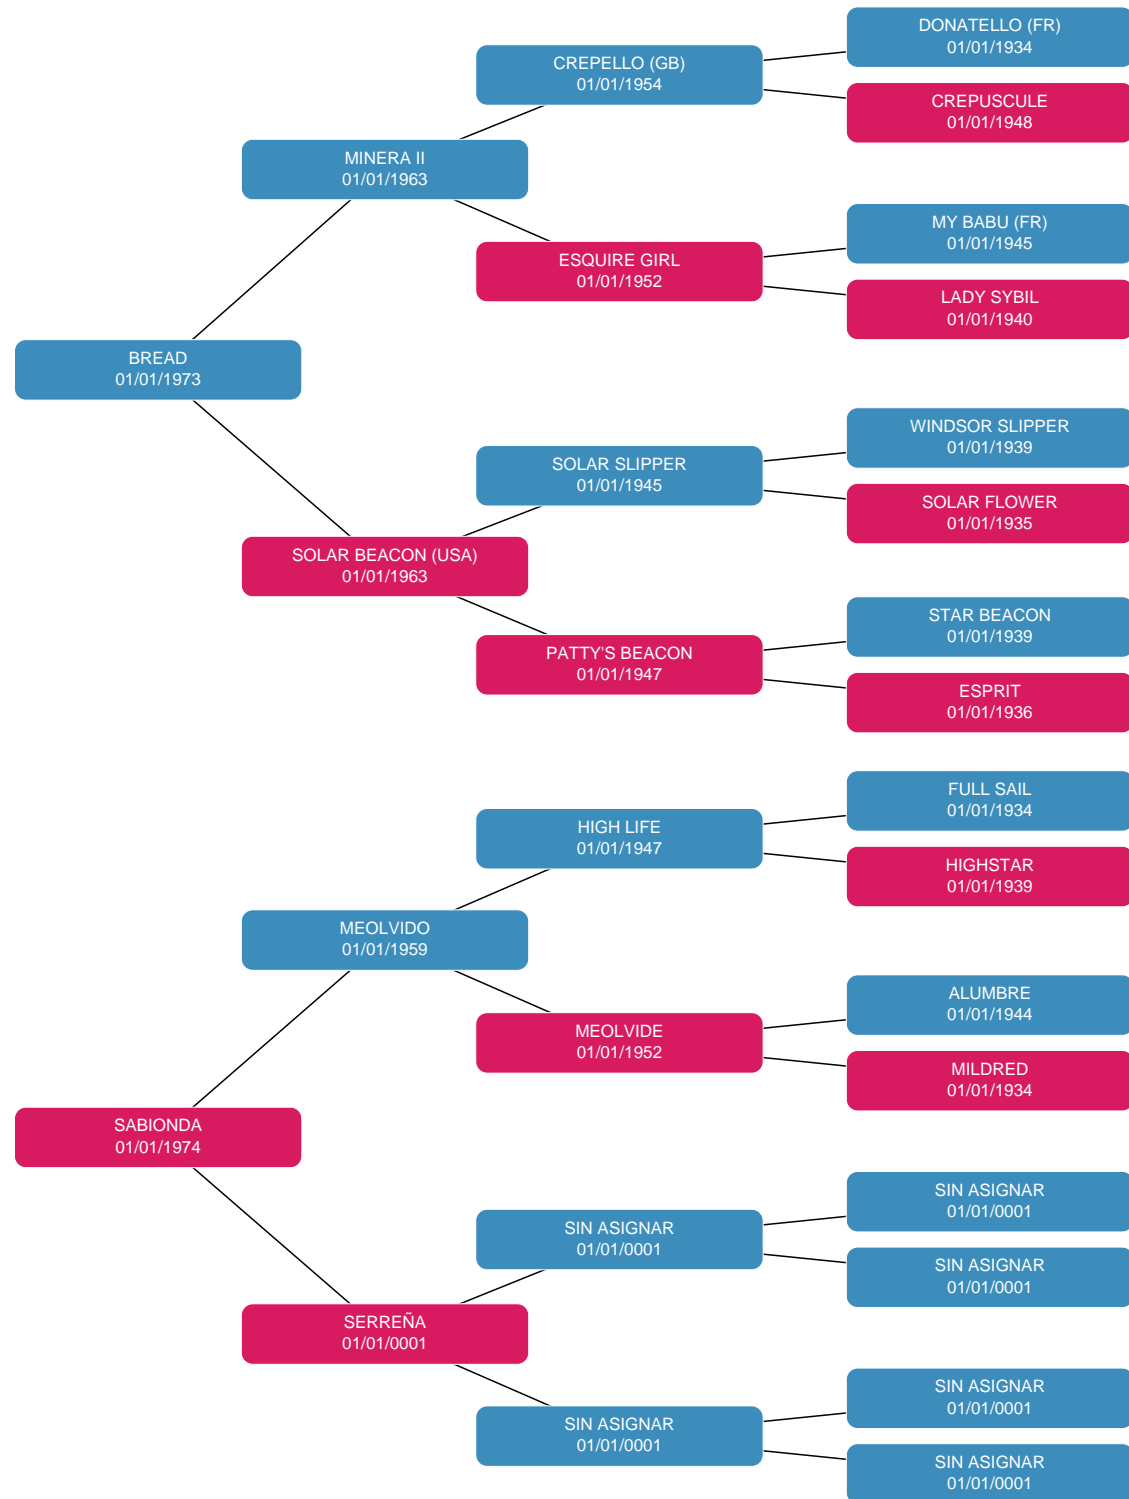 DONATELLO (FR)
01/01/1934
CREPELLO (GB)
01/01/1954
CREPUSCULE
01/01/1948
MINERA II
01/01/1963
MY BABU (FR)
01/01/1945
ESQUIRE GIRL
01/01/1952
LADY SYBIL
01/01/1940
BREAD
01/01/1973
WINDSOR SLIPPER
01/01/1939
SOLAR SLIPPER
01/01/1945
SOLAR FLOWER
01/01/1935
SOLAR BEACON (USA)
01/01/1963
STAR BEACON
01/01/1939
PATTY'S BEACON
01/01/1947
ESPRIT
01/01/1936
FULL SAIL
01/01/1934
HIGH LIFE
01/01/1947
HIGHSTAR
01/01/1939
MEOLVIDO
01/01/1959
ALUMBRE
01/01/1944
MEOLVIDE
01/01/1952
MILDRED
01/01/1934
SABIONDA
01/01/1974
SIN ASIGNAR
01/01/0001
SIN ASIGNAR
01/01/0001
SIN ASIGNAR
01/01/0001
SERREÑA
01/01/0001
SIN ASIGNAR
01/01/0001
SIN ASIGNAR
01/01/0001
SIN ASIGNAR
01/01/0001